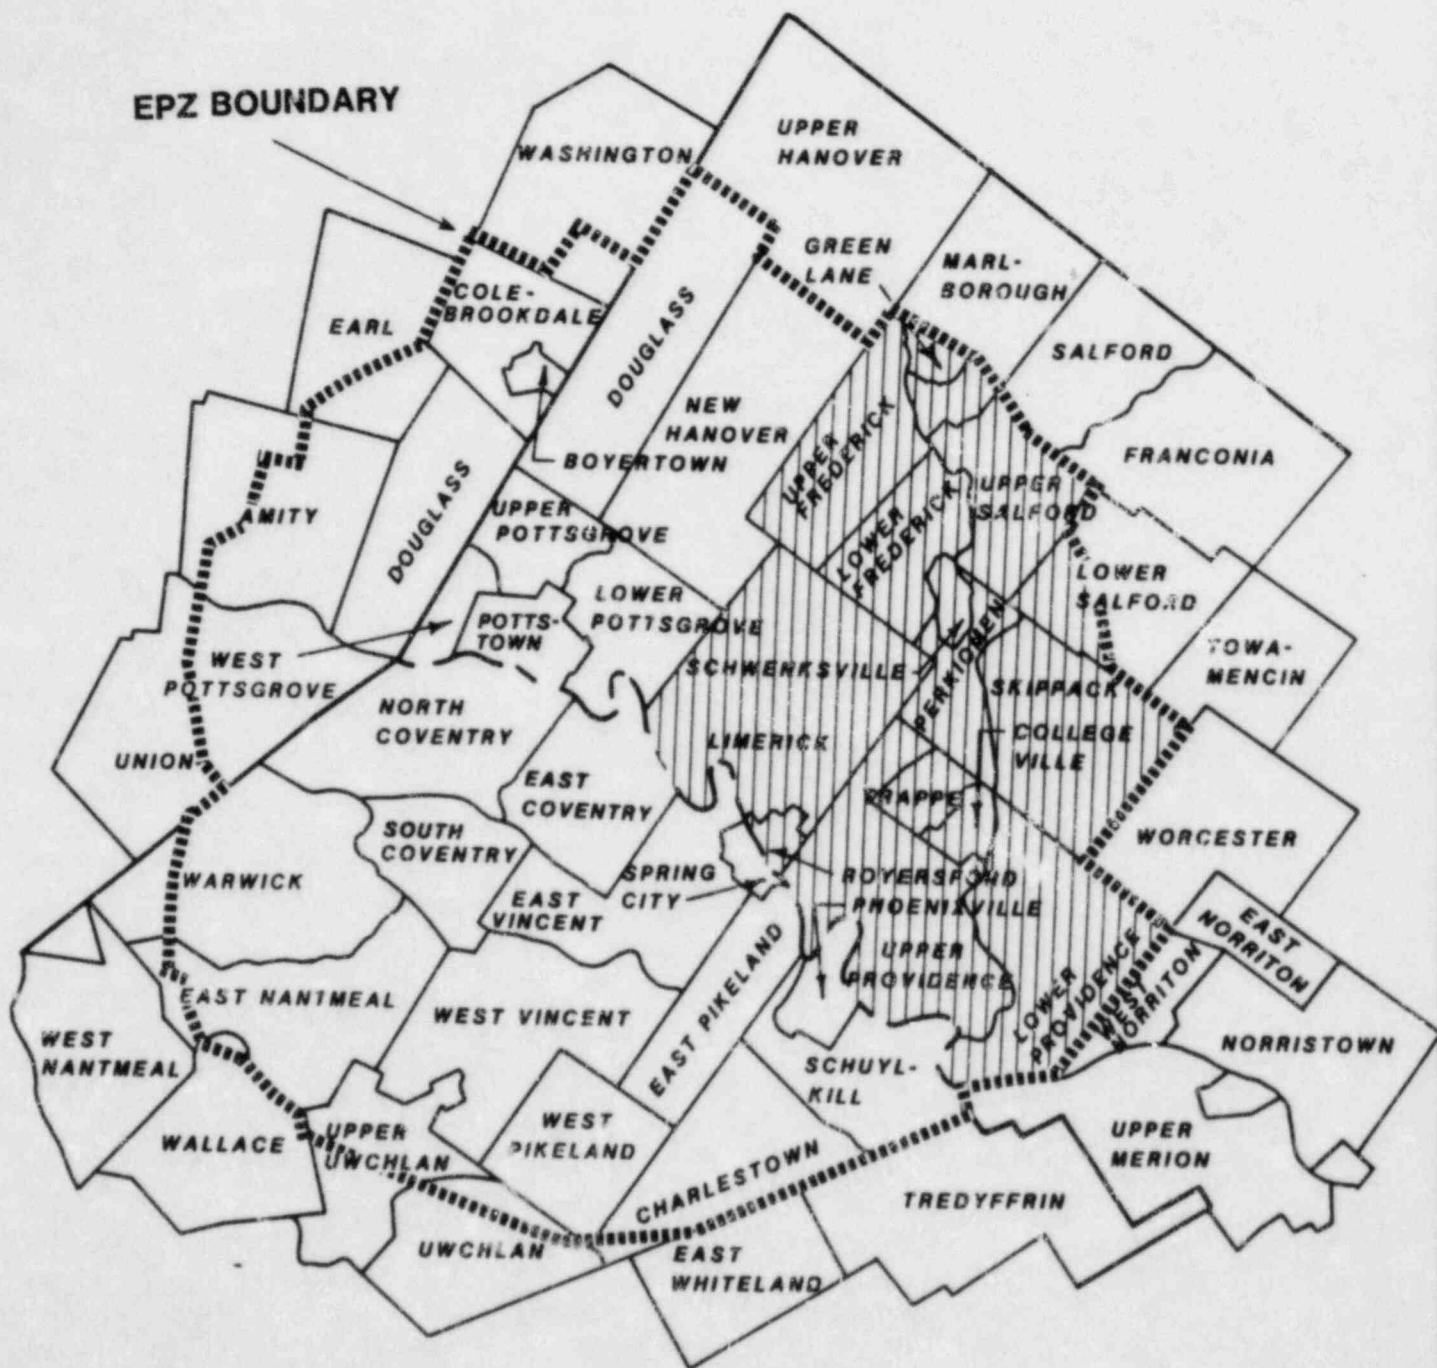 EPZ BOUNDARY
WASHINGTON
UPPER
HANOVER
GREEN
LANE
MARL-
BOROUGH
COLE-
BROOKDALE
EARL
DOUGLASS
SALFORD
NEW
HANOVER
BOYERTOWN
UPPER
FREDERICK
FRANCONIA
AMITY
DOUGLASS
UPPER
POTTSGROVE
LOWER
FREDERICK
UPPER
SALFORD
LOWER
SALFORD
LOWER
POTTSGROVE
POTTS-
TOWN
WEST
POTTSGROVE
SCHWENKSVILLE
PERKIOMEN
SKIPPACK
TOWA-
MENCIN
NORTH
COVENTRY
LIMERICK
COLLEGE
VILLE
UNION
EAST
COVENTRY
TRAPPE
WORCESTER
SOUTH
COVENTRY
WARWICK
SPRING
CITY
ROYERSFORD
PHOENIXVILLE
EAST
VINCENT
EAST
NORRITON
UPPER
PROVIDENCE
LOWER
PROVIDENCE
WEST
NORRITON
EAST NANTMEAL
WEST VINCENT
EAST PIKELAND
WEST
NANTMEAL
NORRISTOWN
SCHUYL-
KILL
WALLACE
UPPER
UWCHLAN
WEST
PIKELAND
UPPER
MERION
CHARLESTOWN
TREDYFFRIN
UWCHLAN
EAST
WHITELAND